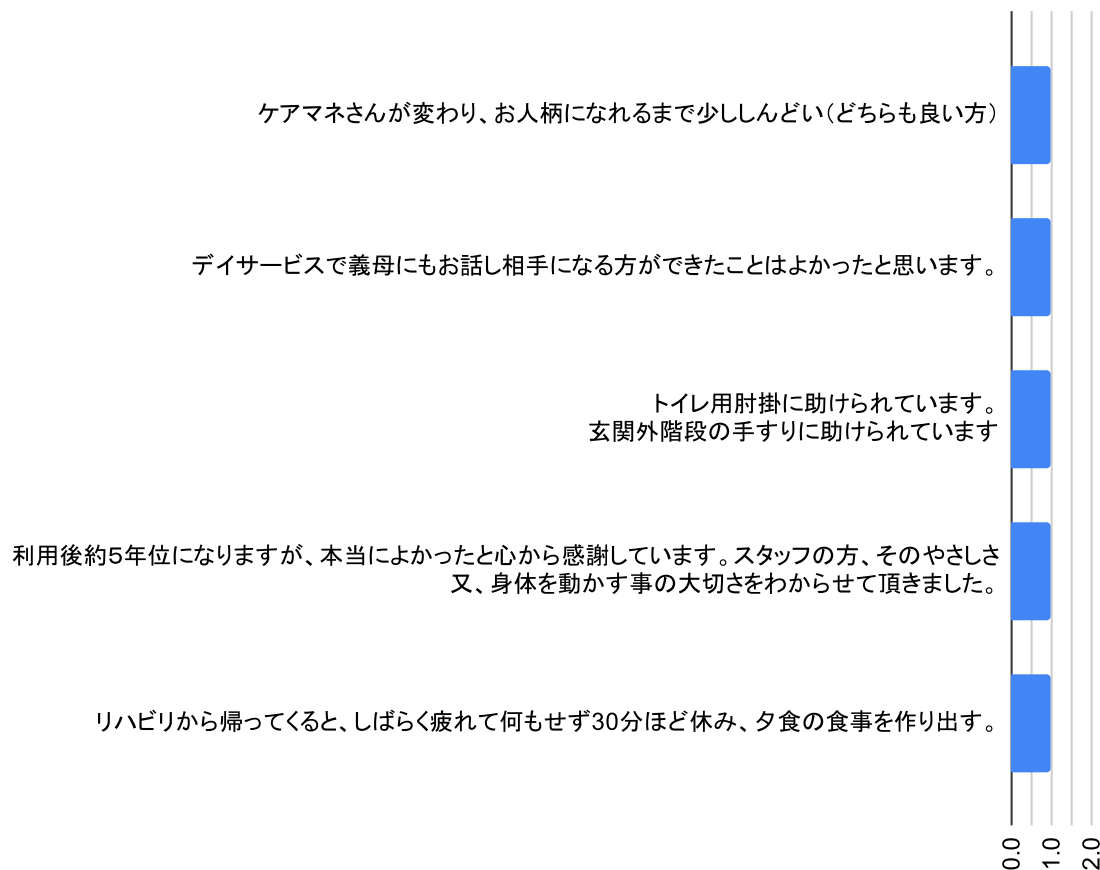 ケアマネさんが変わり、お人柄になれるまで少ししんどい（どちらも良い方）
デイサービスで義母にもお話し相手になる方ができたことはよかったと思います。
トイレ用肘掛に助けられています。
玄関外階段の手すりに助けられています
利用後約５年位になりますが、本当によかったと心から感謝しています。スタッフの方、そのやさしさ
又、身体を動かす事の大切さをわからせて頂きました。
リハビリから帰ってくると、しばらく疲れて何もせず30分ほど休み、夕食の食事を作り出す。
0.0
1.0
2.0